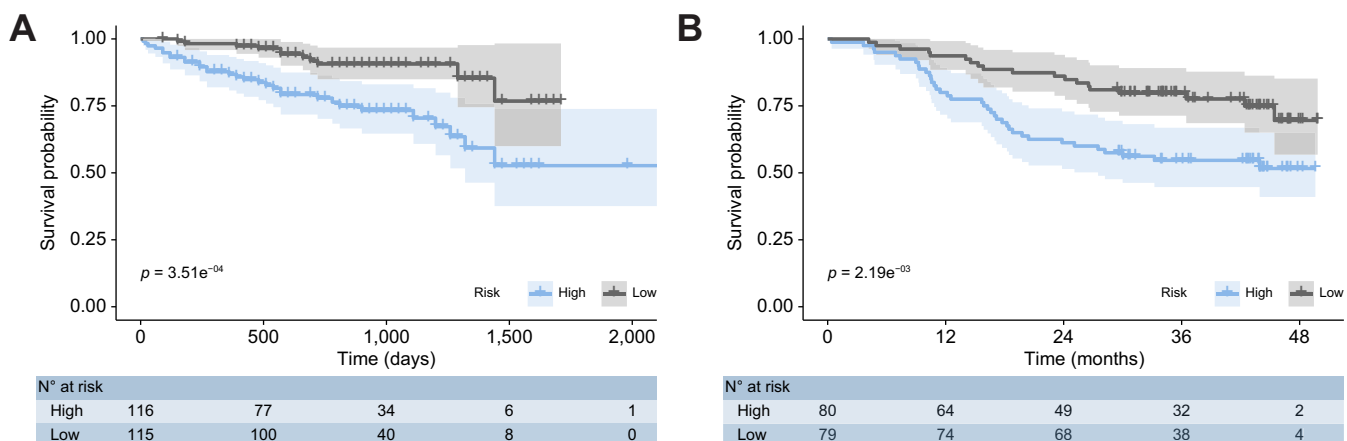 A
1.00
0.75
0.50
0.25
0.00
Survival probability
p = 3.51e⁻⁰⁴
Risk High Low
0 500 1,000 1,500 2,000
Time (days)
N° at risk
High 116 77 34 6 1
Low 115 100 40 8 0
B
1.00
0.75
0.50
0.25
0.00
Survival probability
p = 2.19e⁻⁰³
Risk High Low
0 12 24 36 48
Time (months)
N° at risk
High 80 64 49 32 2
Low 79 74 68 38 4